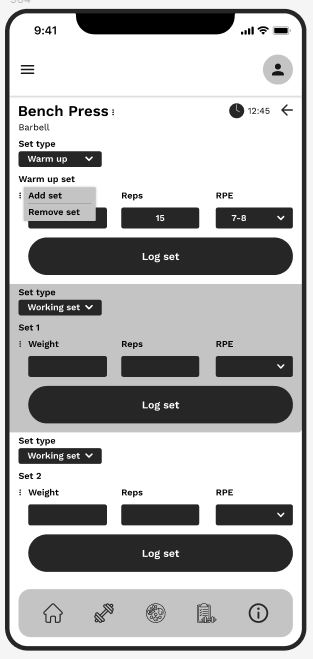 9:41
Bench Press
12:45
Barbell
Set type
Warm up
Warm up set
Add set
Remove set
Reps
RPE
15
7-8
Log set
Set type
Working set
Set 1
Weight Reps RPE
Log set
Set type
Working set
Set 2
Weight Reps RPE
Log set